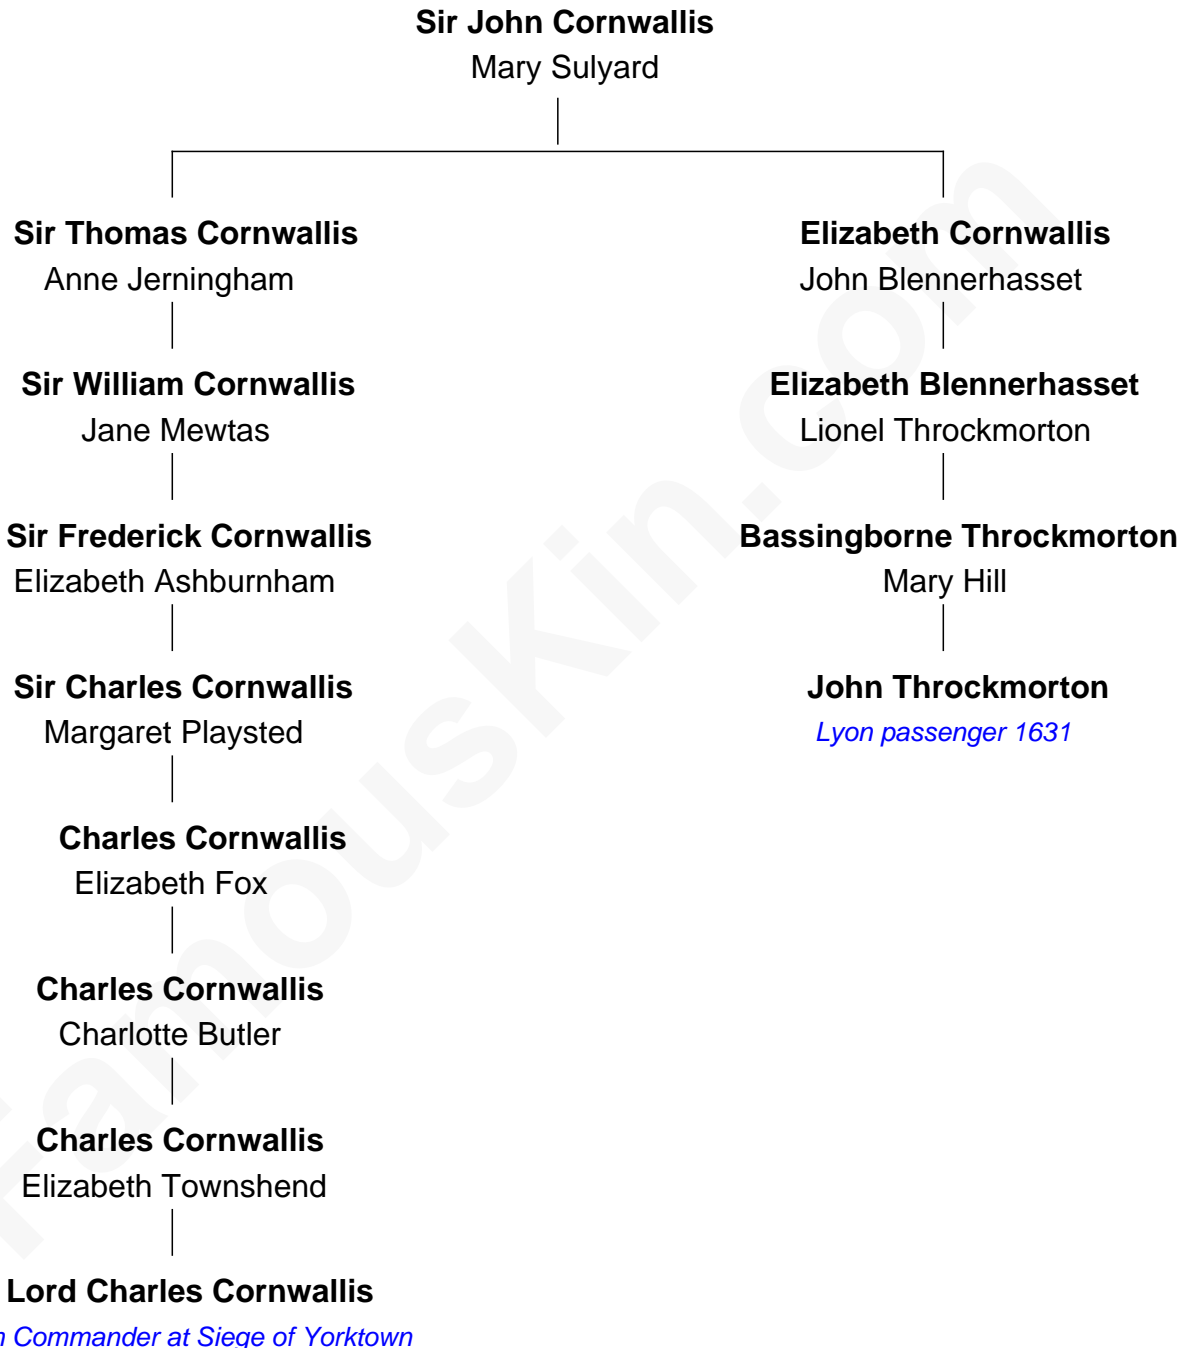 Sir John Cornwallis
Mary Sulyard
Sir Thomas Cornwallis
Anne Jerningham
Sir William Cornwallis
Jane Mewtas
Sir Frederick Cornwallis
Elizabeth Ashburnham
Sir Charles Cornwallis
Margaret Playsted
Charles Cornwallis
Elizabeth Fox
Charles Cornwallis
Charlotte Butler
Charles Cornwallis
Elizabeth Townshend
Lord Charles Cornwallis
Commander at Siege of Yorktown
Elizabeth Cornwallis
John Blennerhasset
Elizabeth Blennerhasset
Lionel Throckmorton
Bassingborne Throckmorton
Mary Hill
John Throckmorton
Lyon passenger 1631
FamousKin.com